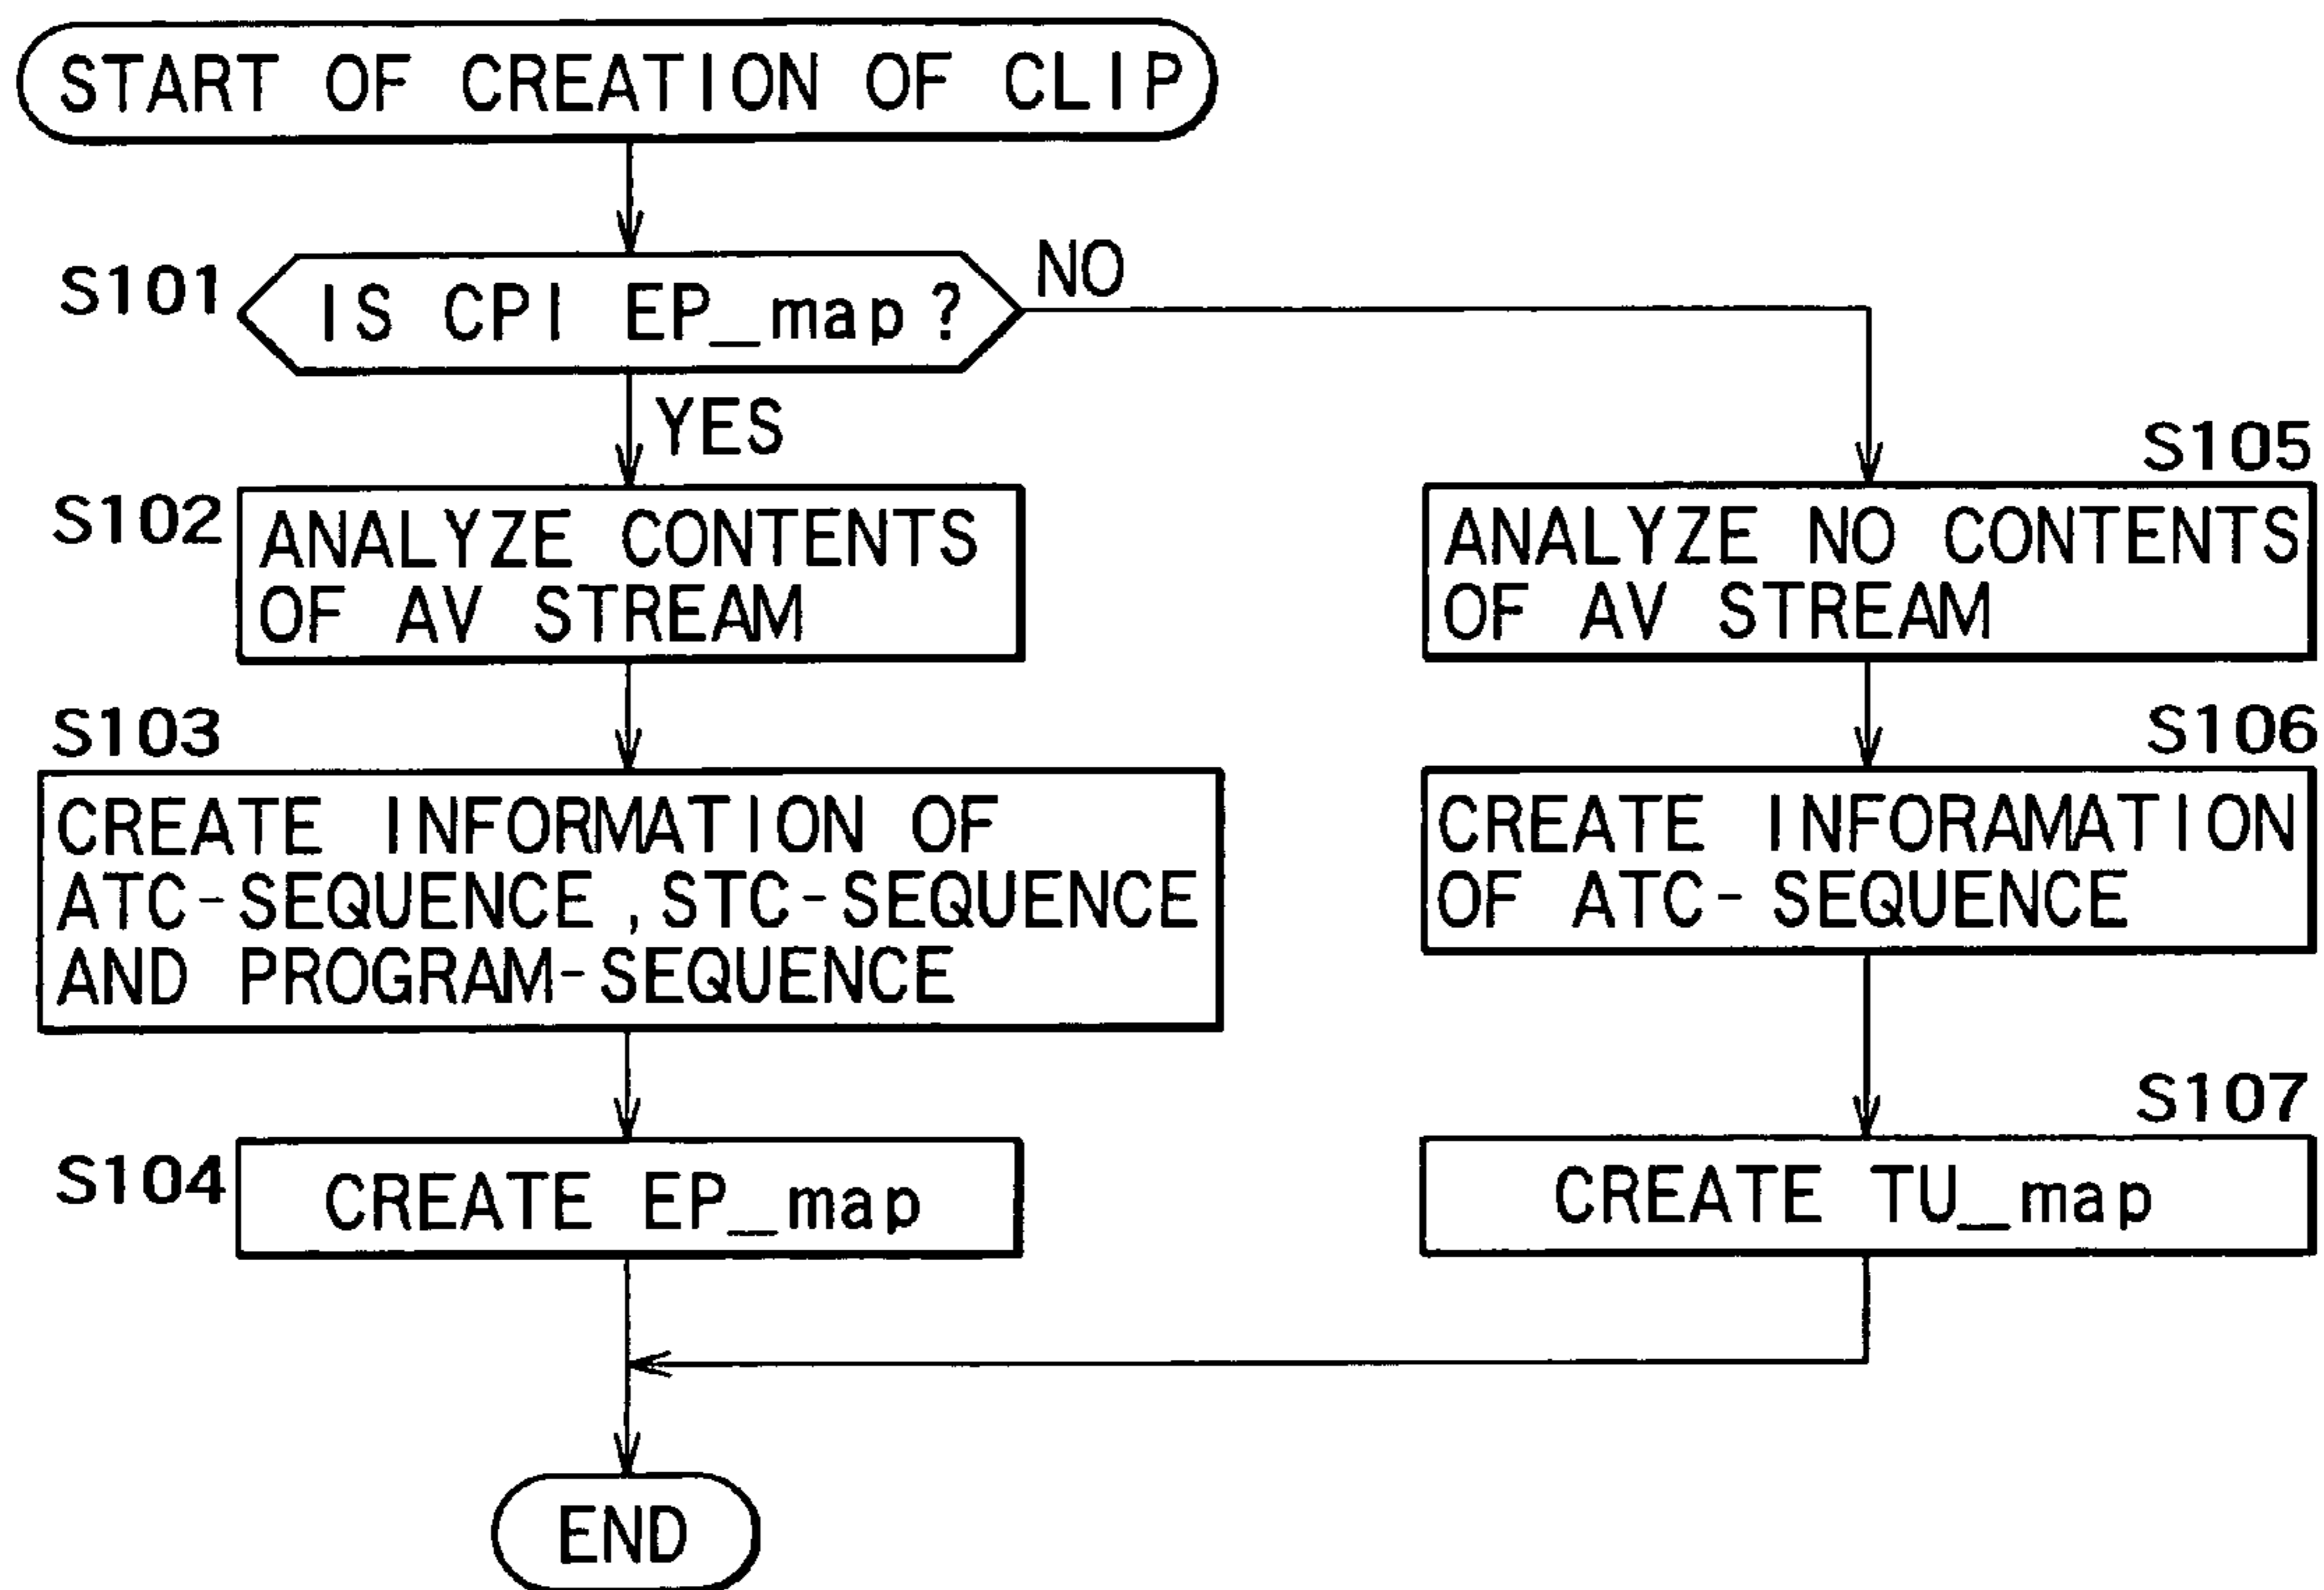 START OF CREATION OF CLIP
S101
IS CPI EP_map?
NO
YES
S102
ANALYZE CONTENTS
OF AV STREAM
S103
CREATE INFORMATION OF
ATC-SEQUENCE, STC-SEQUENCE
AND PROGRAM-SEQUENCE
S104
CREATE EP_map
S105
ANALYZE NO CONTENTS
OF AV STREAM
S106
CREATE INFORAMATION
OF ATC-SEQUENCE
S107
CREATE TU_map
END